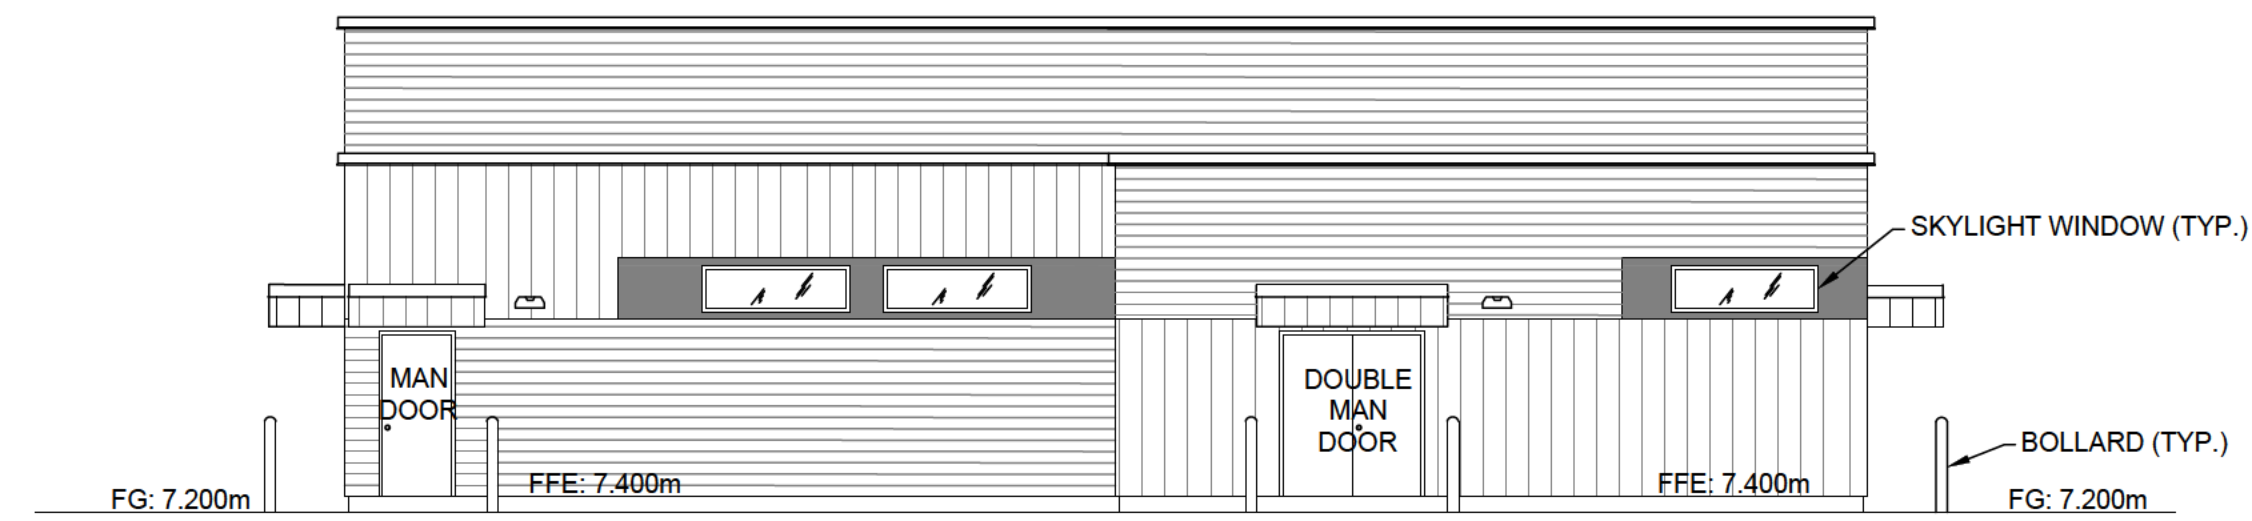 SKYLIGHT WINDOW (TYP.)
MAN
DOOR
DOUBLE
MAN
DOOR
BOLLARD (TYP.)
FFE: 7.400m
FFE: 7.400m
FG: 7.200m
FG: 7.200m